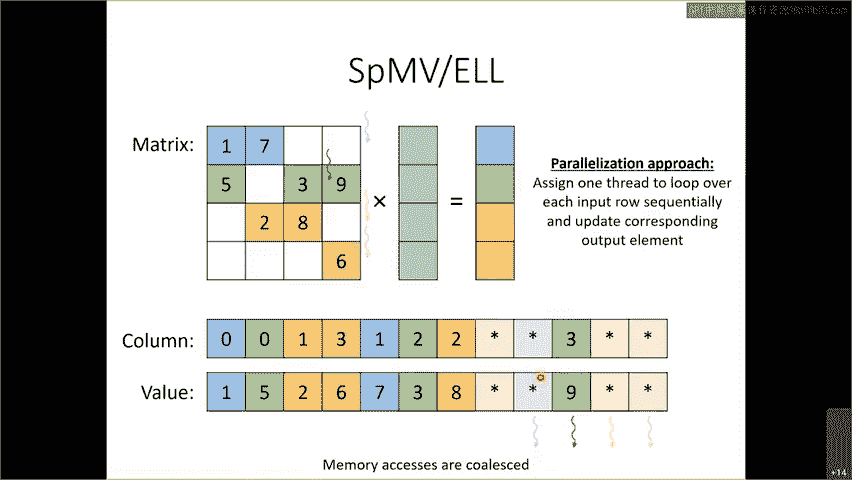 SpMV/ELL
Matrix:
1 7
5 3 9
2 8
6
×
=
Parallelization approach:
Assign one thread to loop over
each input row sequentially
and update corresponding
output element
Column: 0 0 1 3 1 2 2 * * 3 * *
Value: 1 5 2 6 7 3 8 * * 9 * *
Memory accesses are coalesced
+14